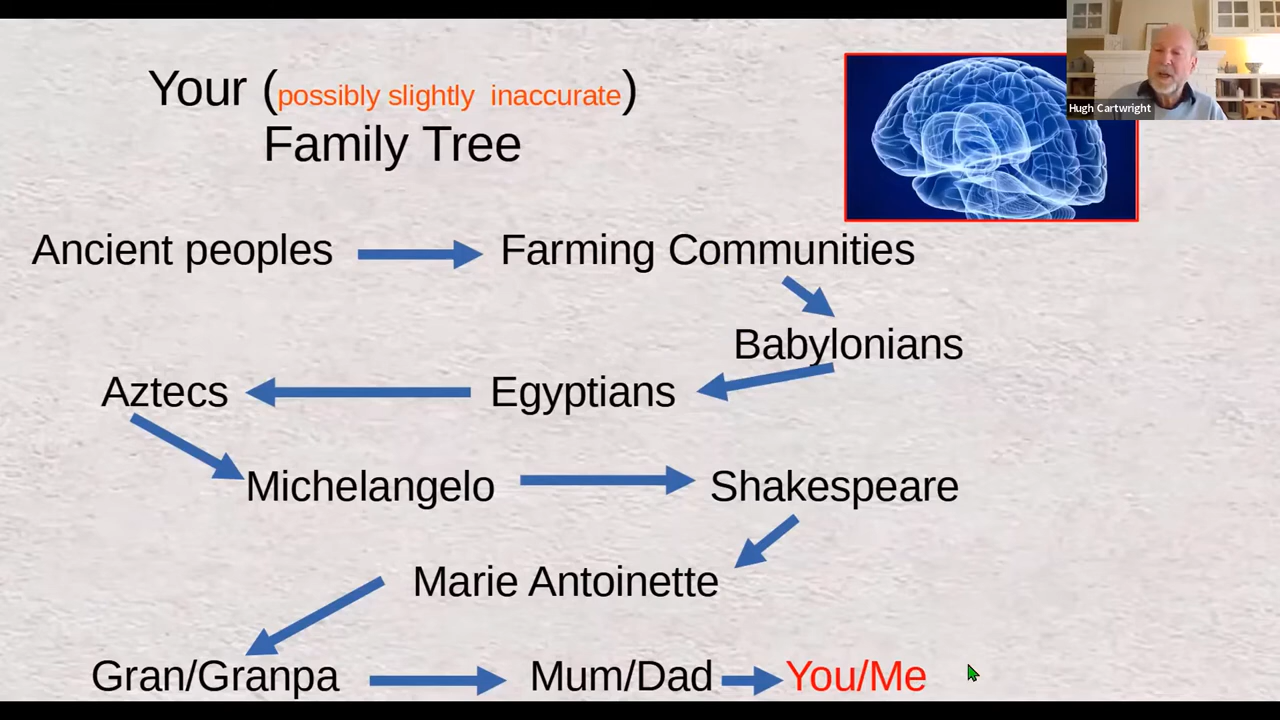 Your (possibly slightly inaccurate)
Family Tree
Hugh Cartwright
Ancient peoples
Farming Communities
Babylonians
Aztecs
Egyptians
Michelangelo
Shakespeare
Marie Antoinette
Gran/Granpa
Mum/Dad
You/Me